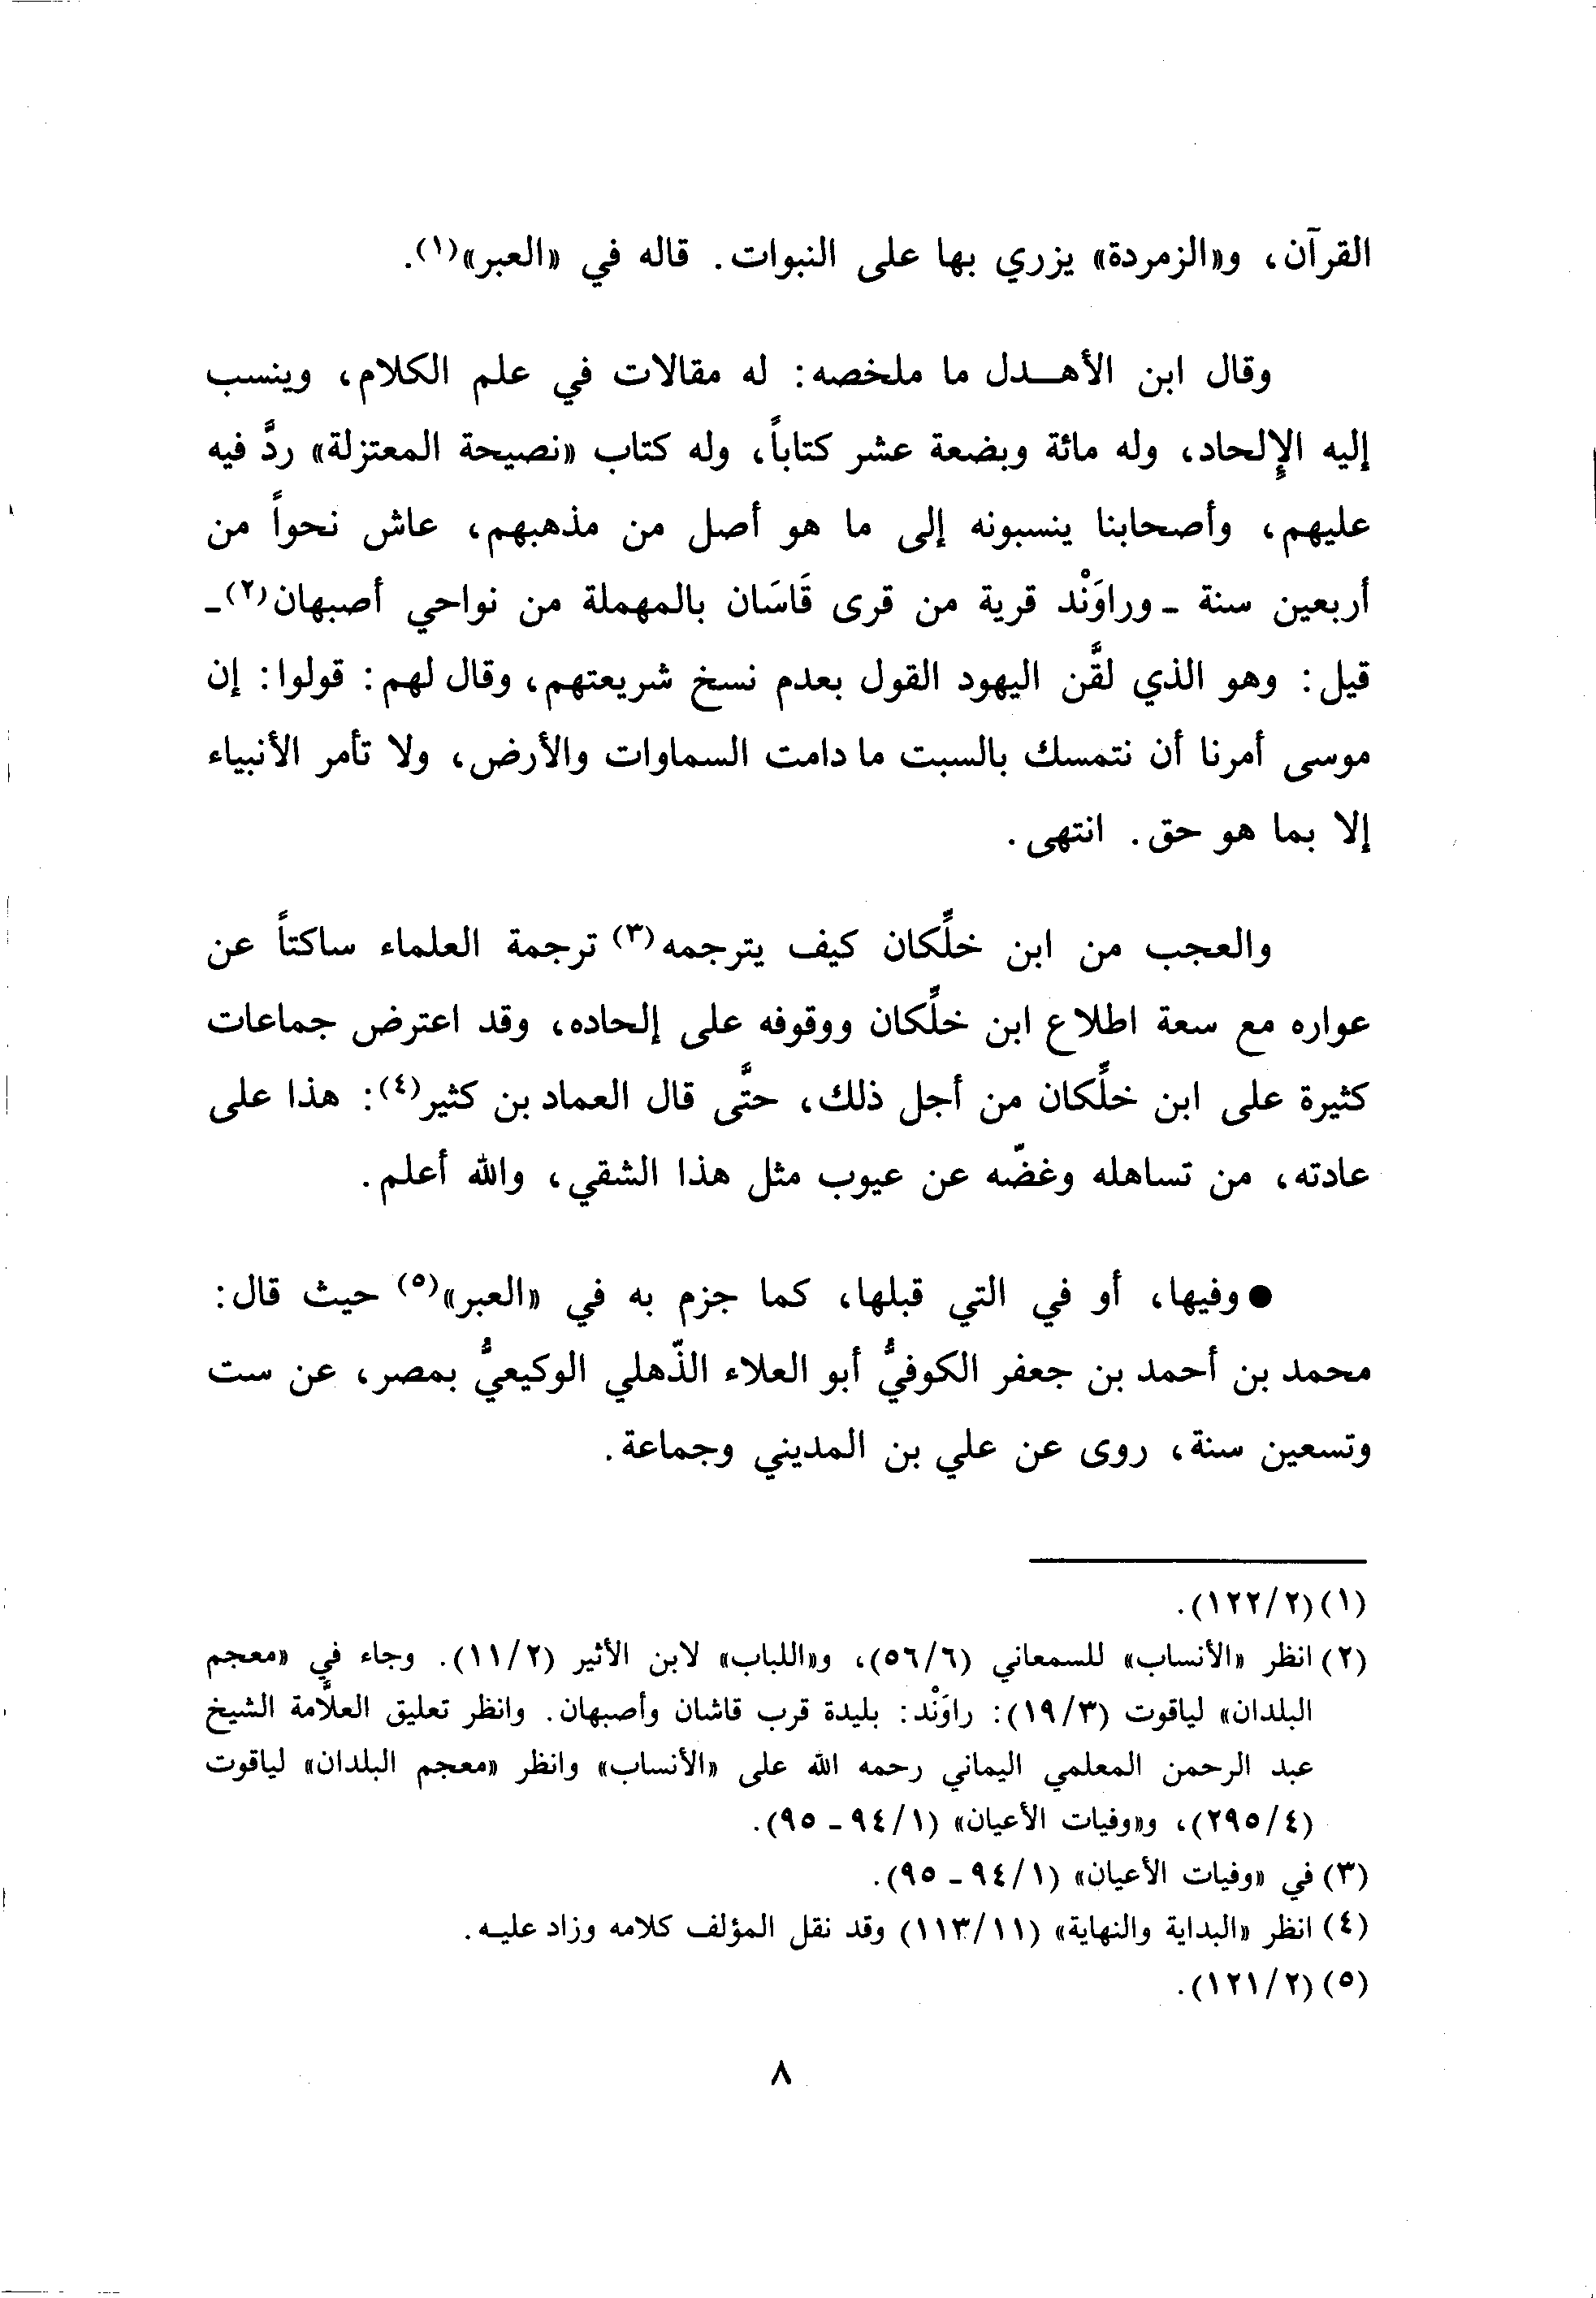 القرآن، و«الزمردة» يزري بها على النبوات. قاله في «العبر»(١).
وقال ابن الأهـدل ما ملخصه: له مقالات في علم الكلام، وينسب
إليه الإِلحاد، وله مائة وبضعة عشر كتاباً، وله كتاب «نصيحة المعتزلة» ردَّ فيه
عليهم، وأصحابنا ينسبونه إلى ما هو أصل من مذهبهم، عاش نحواً من
أربعين سنة - وراوَنْد قرية من قرى قَاسَان بالمهملة من نواحي أصبهان(٢) -
قيل: وهو الذي لقَّن اليهود القول بعدم نسخ شريعتهم، وقال لهم: قولوا: إن
موسى أمرنا أن نتمسك بالسبت ما دامت السماوات والأرض، ولا تأمر الأنبياء
إلا بما هو حق. انتهى.
والعجب من ابن خلِّكان كيف يترجمه(٣) ترجمة العلماء ساكتاً عن
عواره مع سعة اطلاع ابن خلِّكان ووقوفه على إلحاده، وقد اعترض جماعات
كثيرة على ابن خلِّكان من أجل ذلك، حتَّى قال العماد بن كثير(٤): هذا على
عادته، من تساهله وغضّه عن عيوب مثل هذا الشقي، والله أعلم.
● وفيها، أو في التي قبلها، كما جزم به في «العبر»(٥) حيث قال:
محمد بن أحمد بن جعفر الكوفيُّ أبو العلاء الذّهلي الوكيعيُّ بمصر، عن ست
وتسعين سنة، روى عن علي بن المديني وجماعة.
(١) (١٢٢/٢).
(٢) انظر «الأنساب» للسمعاني (٥٦/٦)، و«اللباب» لابن الأثير (١١/٢). وجاء في «معجم
البلدان» لياقوت (١٩/٣): راوَنْد: بليدة قرب قاشان وأصبهان. وانظر تعليق العلاَّمة الشيخ
عبد الرحمن المعلمي اليماني رحمه الله على «الأنساب» وانظر «معجم البلدان» لياقوت
(٢٩٥/٤)، و«وفيات الأعيان» (٩٤/١ - ٩٥).
(٣) في «وفيات الأعيان» (٩٤/١ - ٩٥).
(٤) انظر «البداية والنهاية» (١١٣/١١) وقد نقل المؤلف كلامه وزاد عليـه.
(٥) (١٢١/٢).
٨